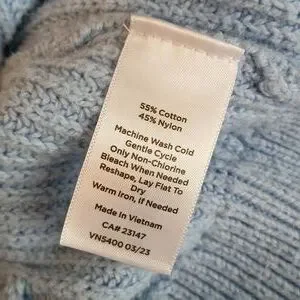 55% Cotton
45% Nylon
Machine Wash Cold
Gentle Cycle
Only Non-Chlorine
Bleach When Needed
Reshape, Lay Flat To
Dry
Warm Iron, if Needed
Made In Vietnam
CA# 23147
VN5400 03/23